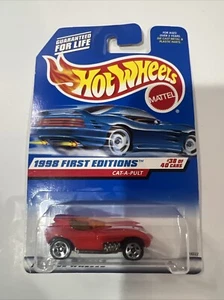 GUARANTEED
FOR LIFE
Hot Wheels
MATTEL
1998 FIRST EDITIONS
CAT-A-PULT
#38 of
40 CARS